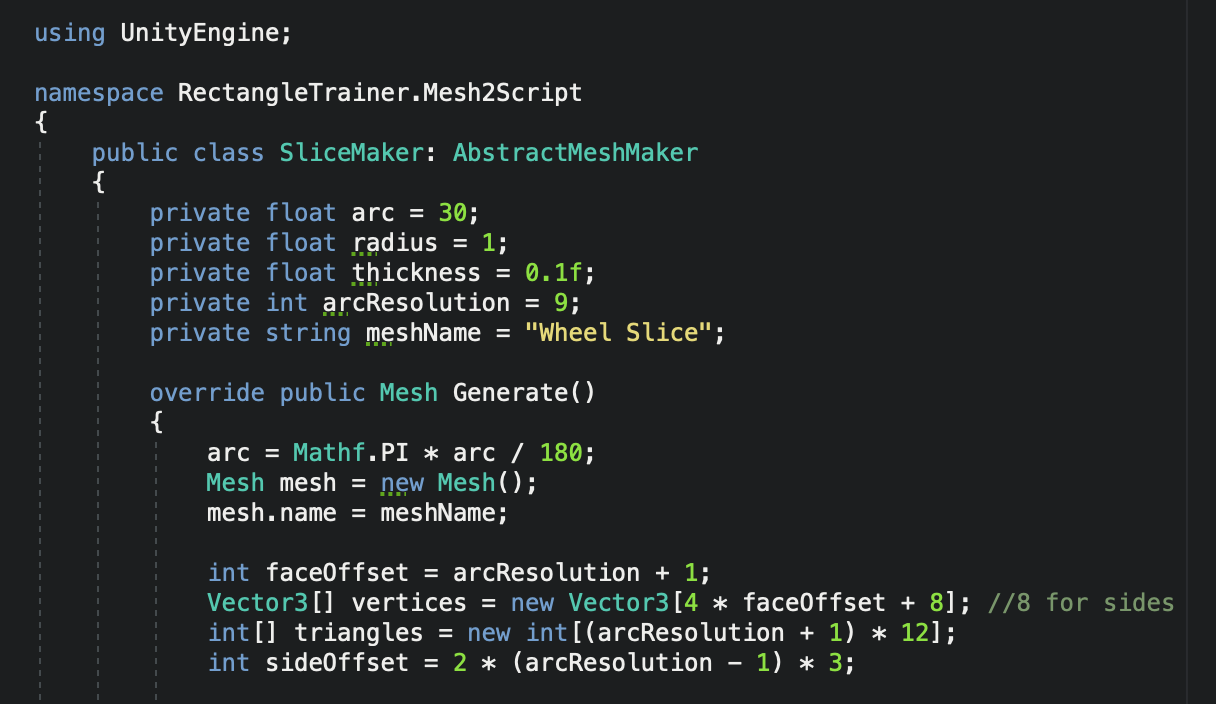 using UnityEngine;
namespace RectangleTrainer.Mesh2Script
{
public class SliceMaker: AbstractMeshMaker
{
private float arc = 30;
private float radius = 1;
private float thickness = 0.1f;
private int arcResolution = 9;
private string meshName = "Wheel Slice";
override public Mesh Generate()
{
arc = Mathf.PI * arc / 180;
Mesh mesh = new Mesh();
mesh.name = meshName;
int faceOffset = arcResolution + 1;
Vector3[] vertices = new Vector3[4 * faceOffset + 8]; //8 for sides
int[] triangles = new int[(arcResolution + 1) * 12];
int sideOffset = 2 * (arcResolution - 1) * 3;